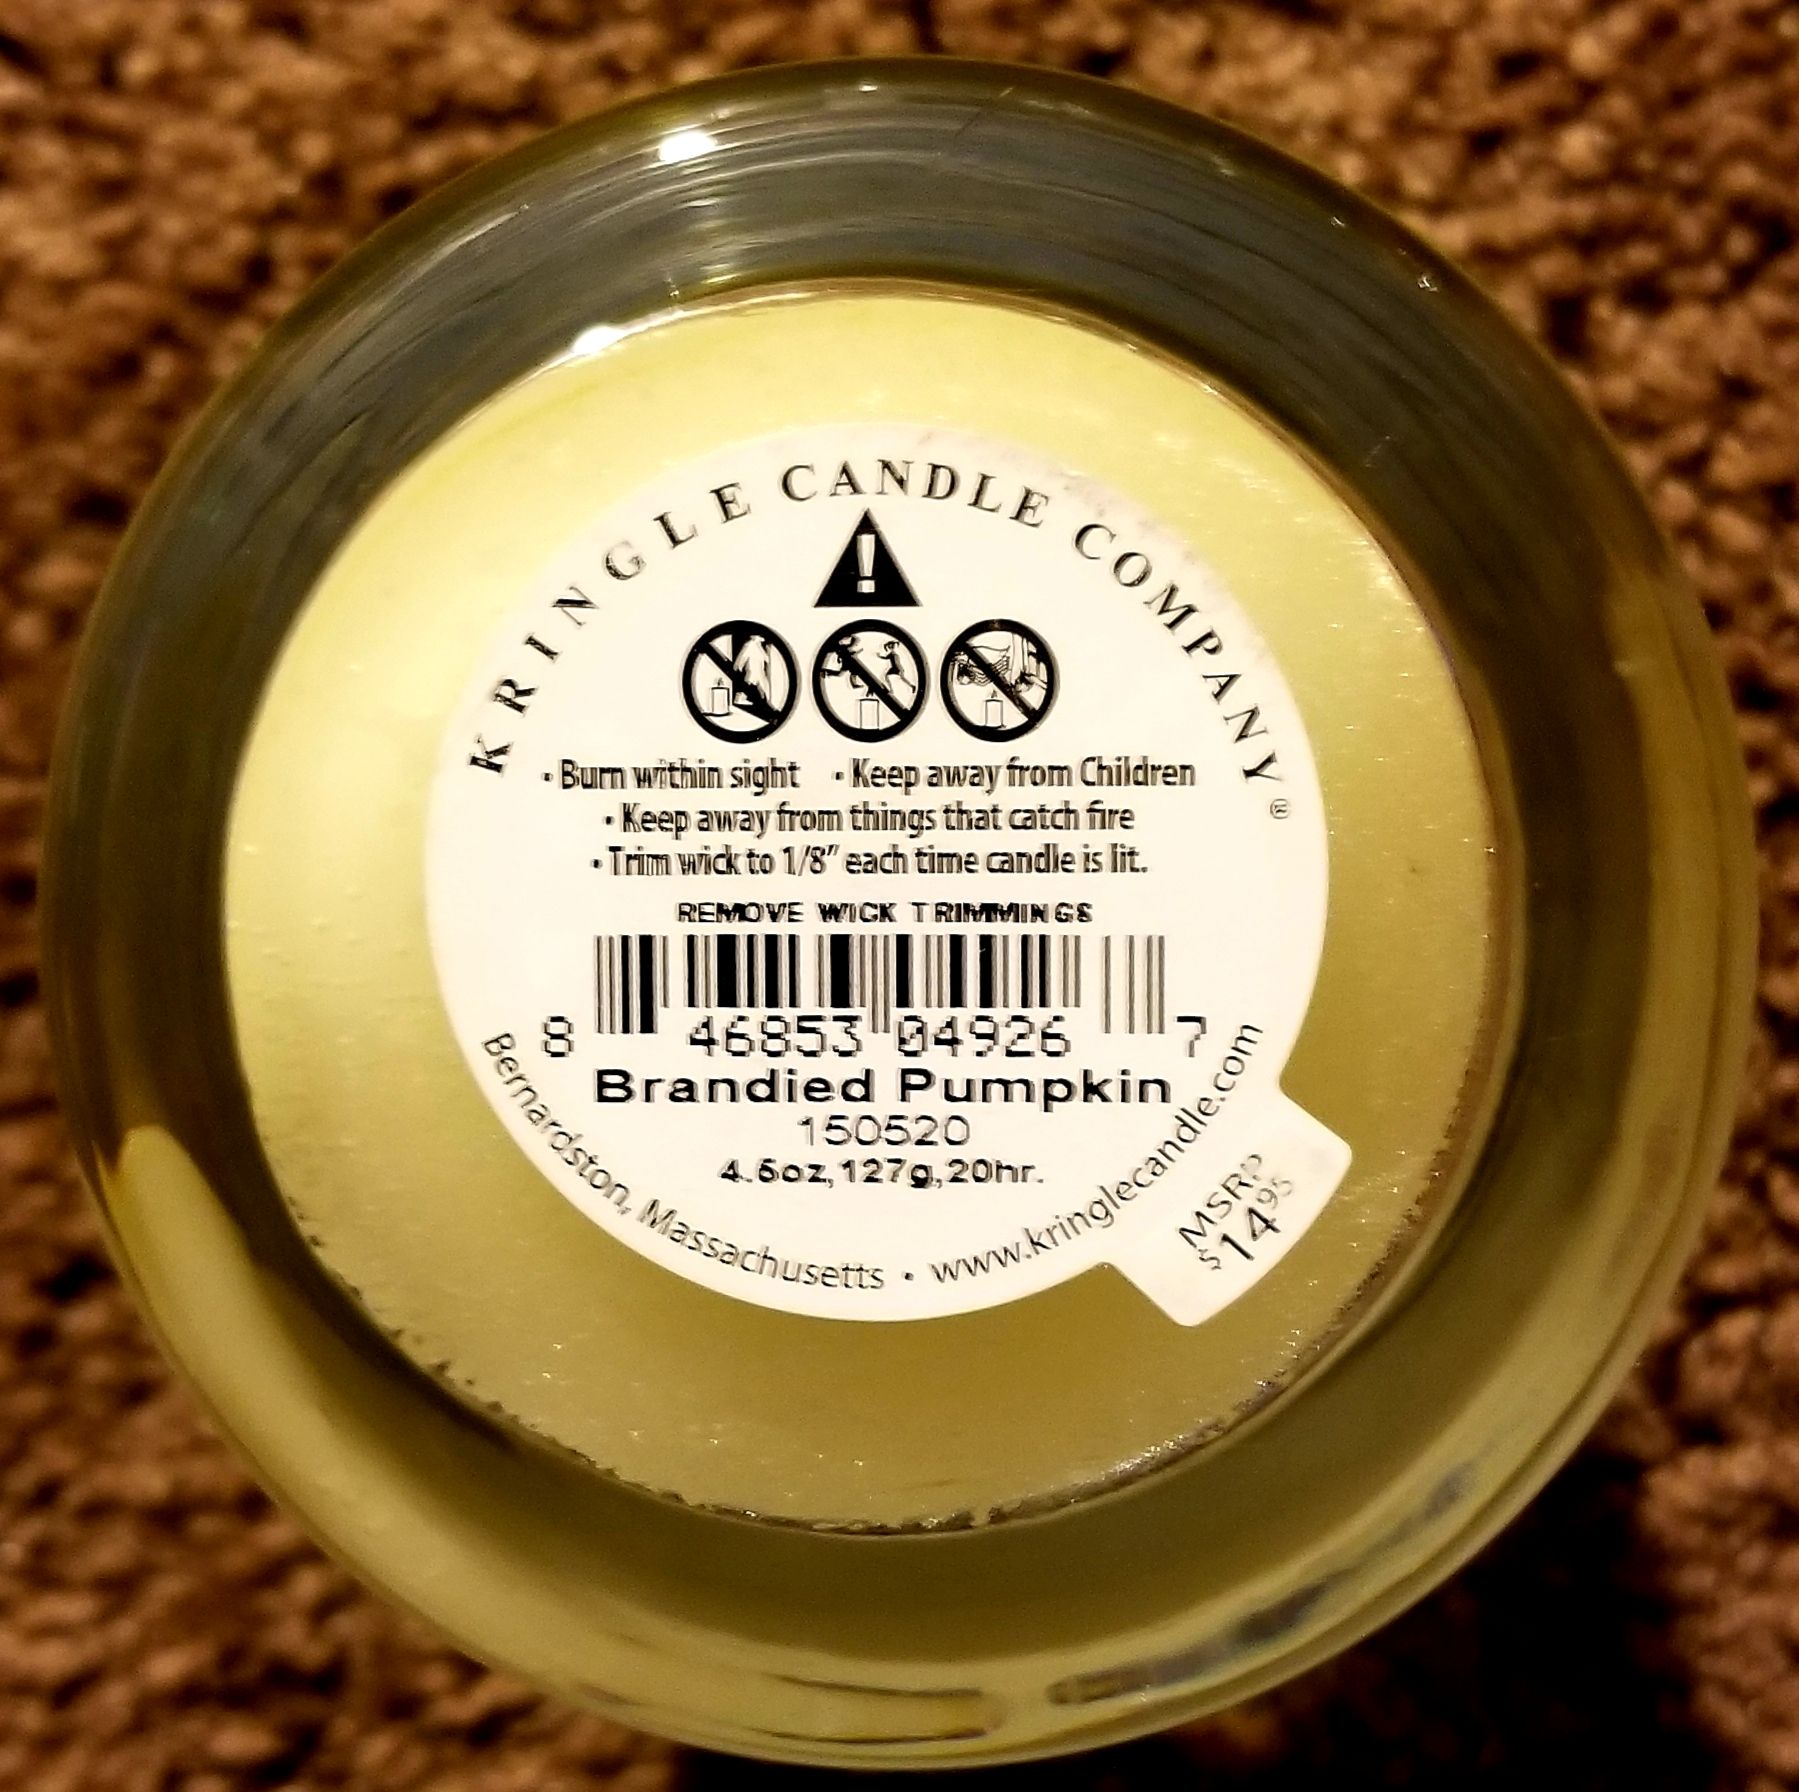 KRINGLE CANDLE COMPANY®
!
• Burn within sight • Keep away from Children
• Keep away from things that catch fire
• Trim wick to 1/8" each time candle is lit.
REMOVE WICK TRIMMINGS
8 46853 04926 7
Brandied Pumpkin
150520
4.5oz,127g,20hr.
Bernardston, Massachusetts • www.kringlecandle.com
MSRP
$14.95